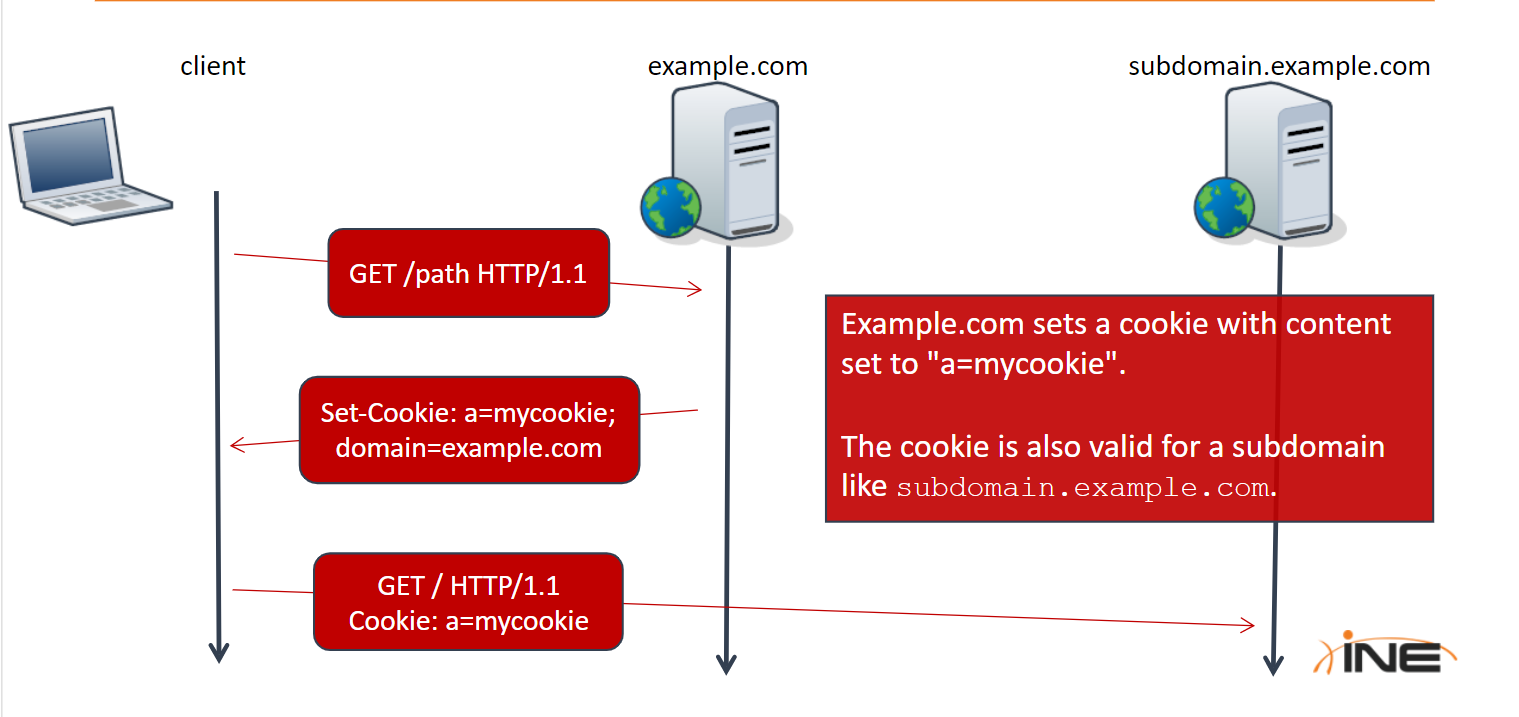 client
example.com
subdomain.example.com
GET /path HTTP/1.1
Example.com sets a cookie with content
set to "a=mycookie".
The cookie is also valid for a subdomain
like subdomain.example.com.
Set-Cookie: a=mycookie;
domain=example.com
GET / HTTP/1.1
Cookie: a=mycookie
iNE